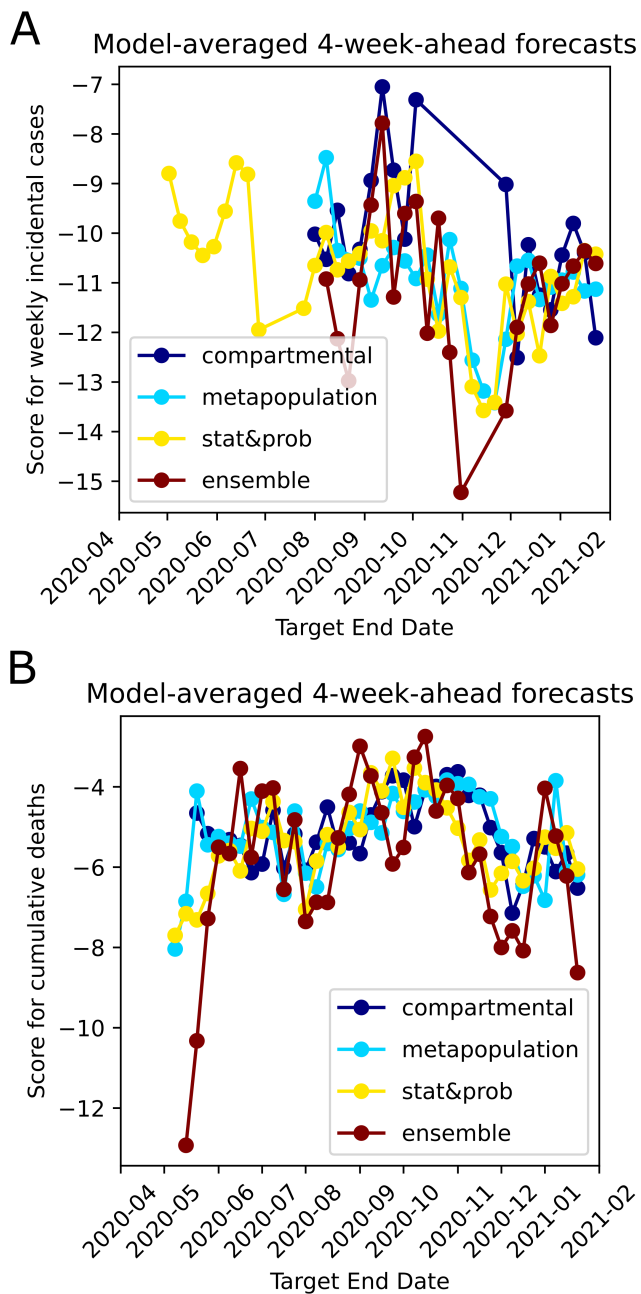 A
Model-averaged 4-week-ahead forecasts
−7
−8
−9
−10
−11
−12
−13
−14
−15
Score for weekly incidental cases
compartmental
metapopulation
stat&prob
ensemble
2020-04
2020-05
2020-06
2020-07
2020-08
2020-09
2020-10
2020-11
2020-12
2021-01
2021-02
Target End Date
B
Model-averaged 4-week-ahead forecasts
−4
−6
−8
−10
−12
Score for cumulative deaths
compartmental
metapopulation
stat&prob
ensemble
2020-04
2020-05
2020-06
2020-07
2020-08
2020-09
2020-10
2020-11
2020-12
2021-01
2021-02
Target End Date